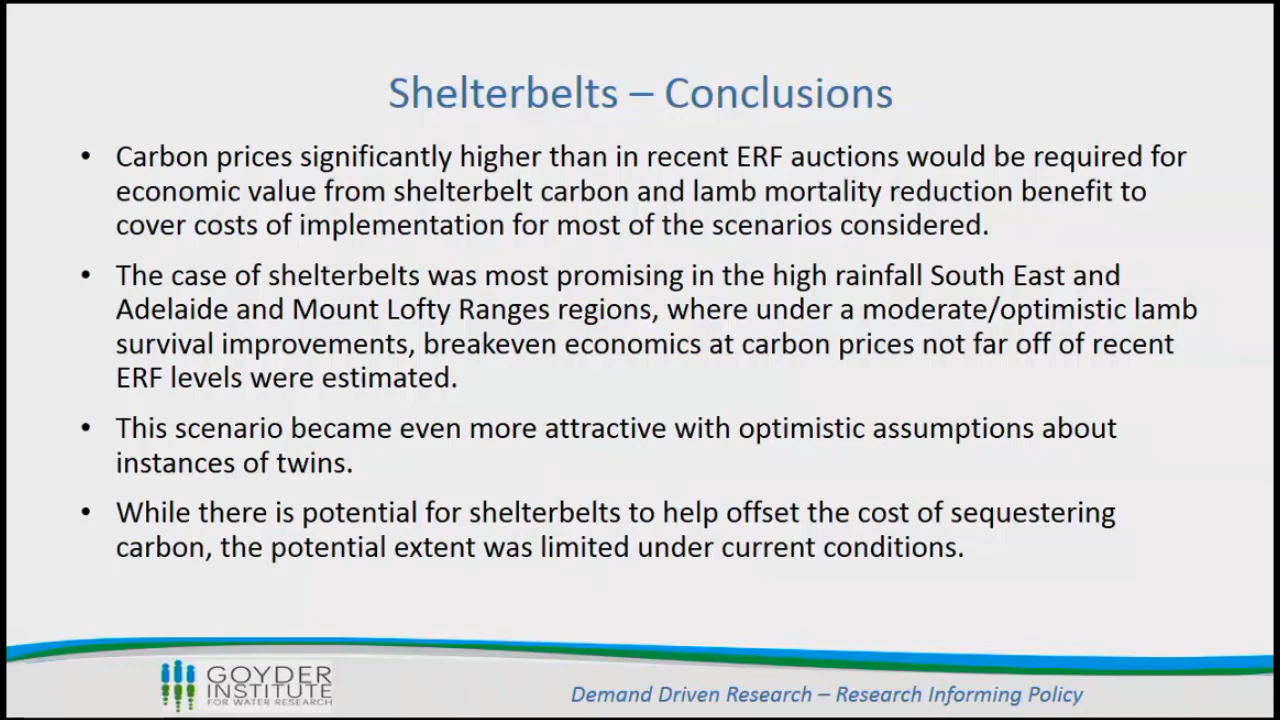 Shelterbelts – Conclusions
• Carbon prices significantly higher than in recent ERF auctions would be required for
economic value from shelterbelt carbon and lamb mortality reduction benefit to
cover costs of implementation for most of the scenarios considered.
• The case of shelterbelts was most promising in the high rainfall South East and
Adelaide and Mount Lofty Ranges regions, where under a moderate/optimistic lamb
survival improvements, breakeven economics at carbon prices not far off of recent
ERF levels were estimated.
• This scenario became even more attractive with optimistic assumptions about
instances of twins.
• While there is potential for shelterbelts to help offset the cost of sequestering
carbon, the potential extent was limited under current conditions.
GOYDER
INSTITUTE
FOR WATER RESEARCH
Demand Driven Research – Research Informing Policy